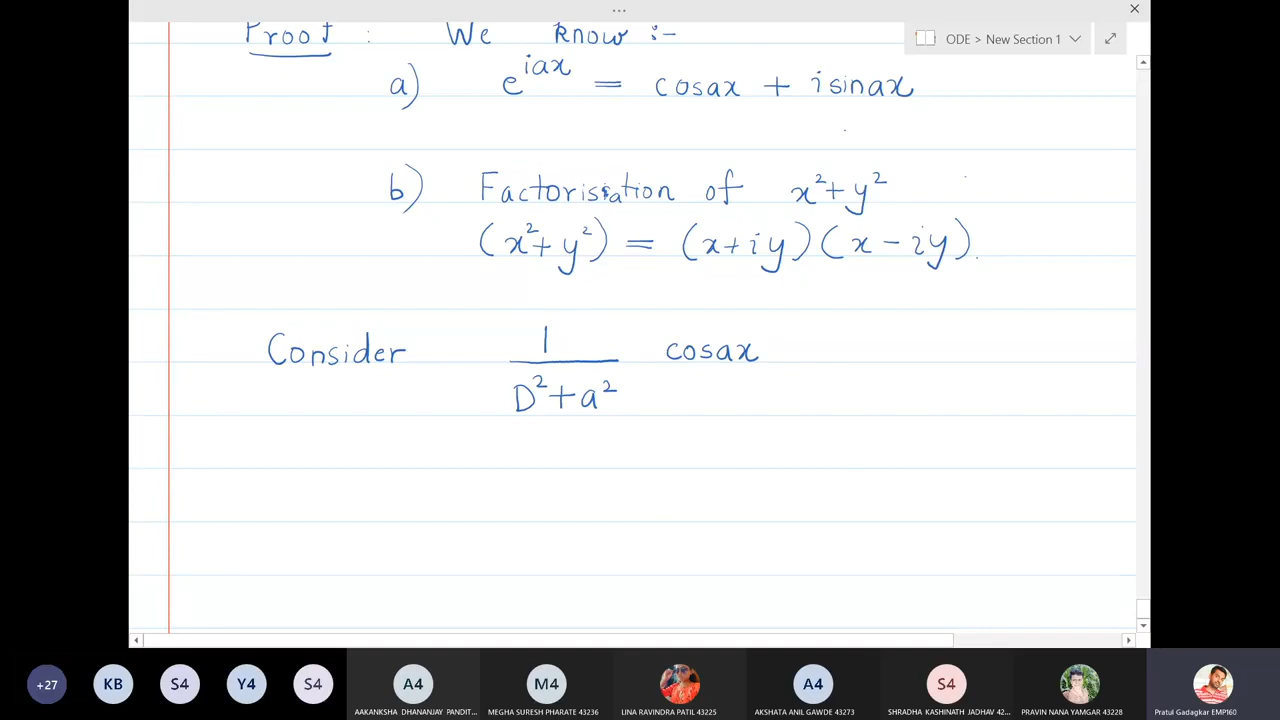 ODE > New Section 1
Proof : We know :-
a) e^{iax} = cosax + isinax
b) Factorisation of x²+y²
(x²+y²) = (x+iy)(x-iy).
Consider 1/(D²+a²) cosax
+27 KB S4 Y4 S4 A4 M4 A4 S4
AAKANKSHA DHANANJAY PANDIT... MEGHA SURESH PHARATE 43236 LINA RAVINDRA PATIL 43225 AKSHATA ANIL GAWDE 43273 SHRADHA KASHINATH JADHAV 42... PRAVIN NANA YAMGAR 43228 Pratul Gadagkar EMP160